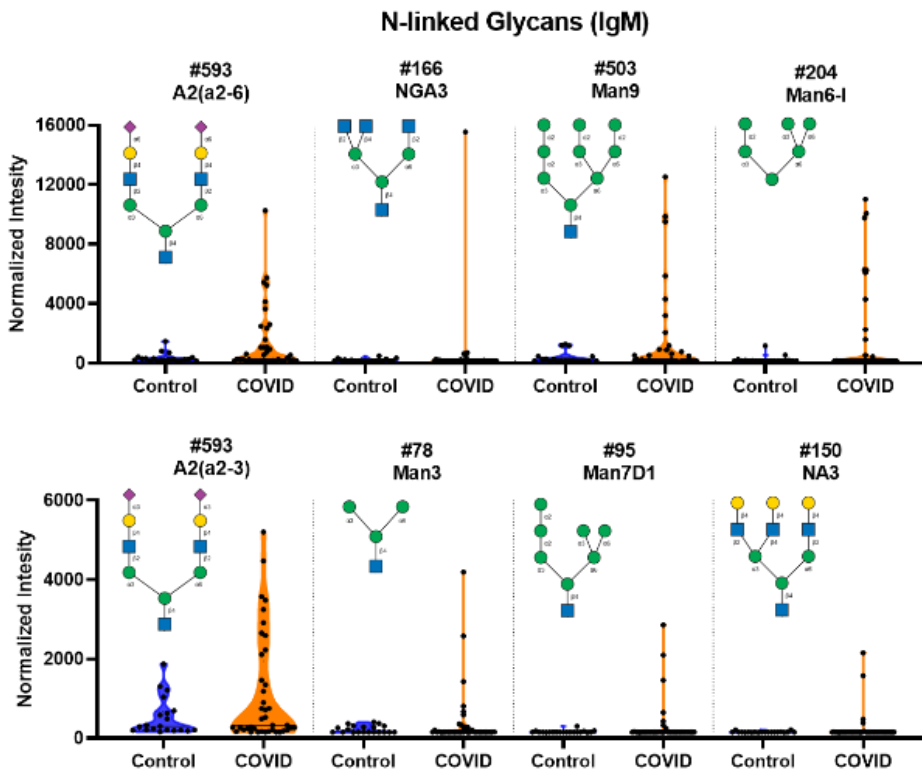 N-linked Glycans (IgM)
#593
A2(a2-6)
#166
NGA3
#503
Man9
#204
Man6-I
Normalized Intesity
16000
12000
8000
4000
0
Control
COVID
Control
COVID
Control
COVID
Control
COVID
#593
A2(a2-3)
#78
Man3
#95
Man7D1
#150
NA3
Normalized Intesity
6000
4000
2000
0
Control
COVID
Control
COVID
Control
COVID
Control
COVID